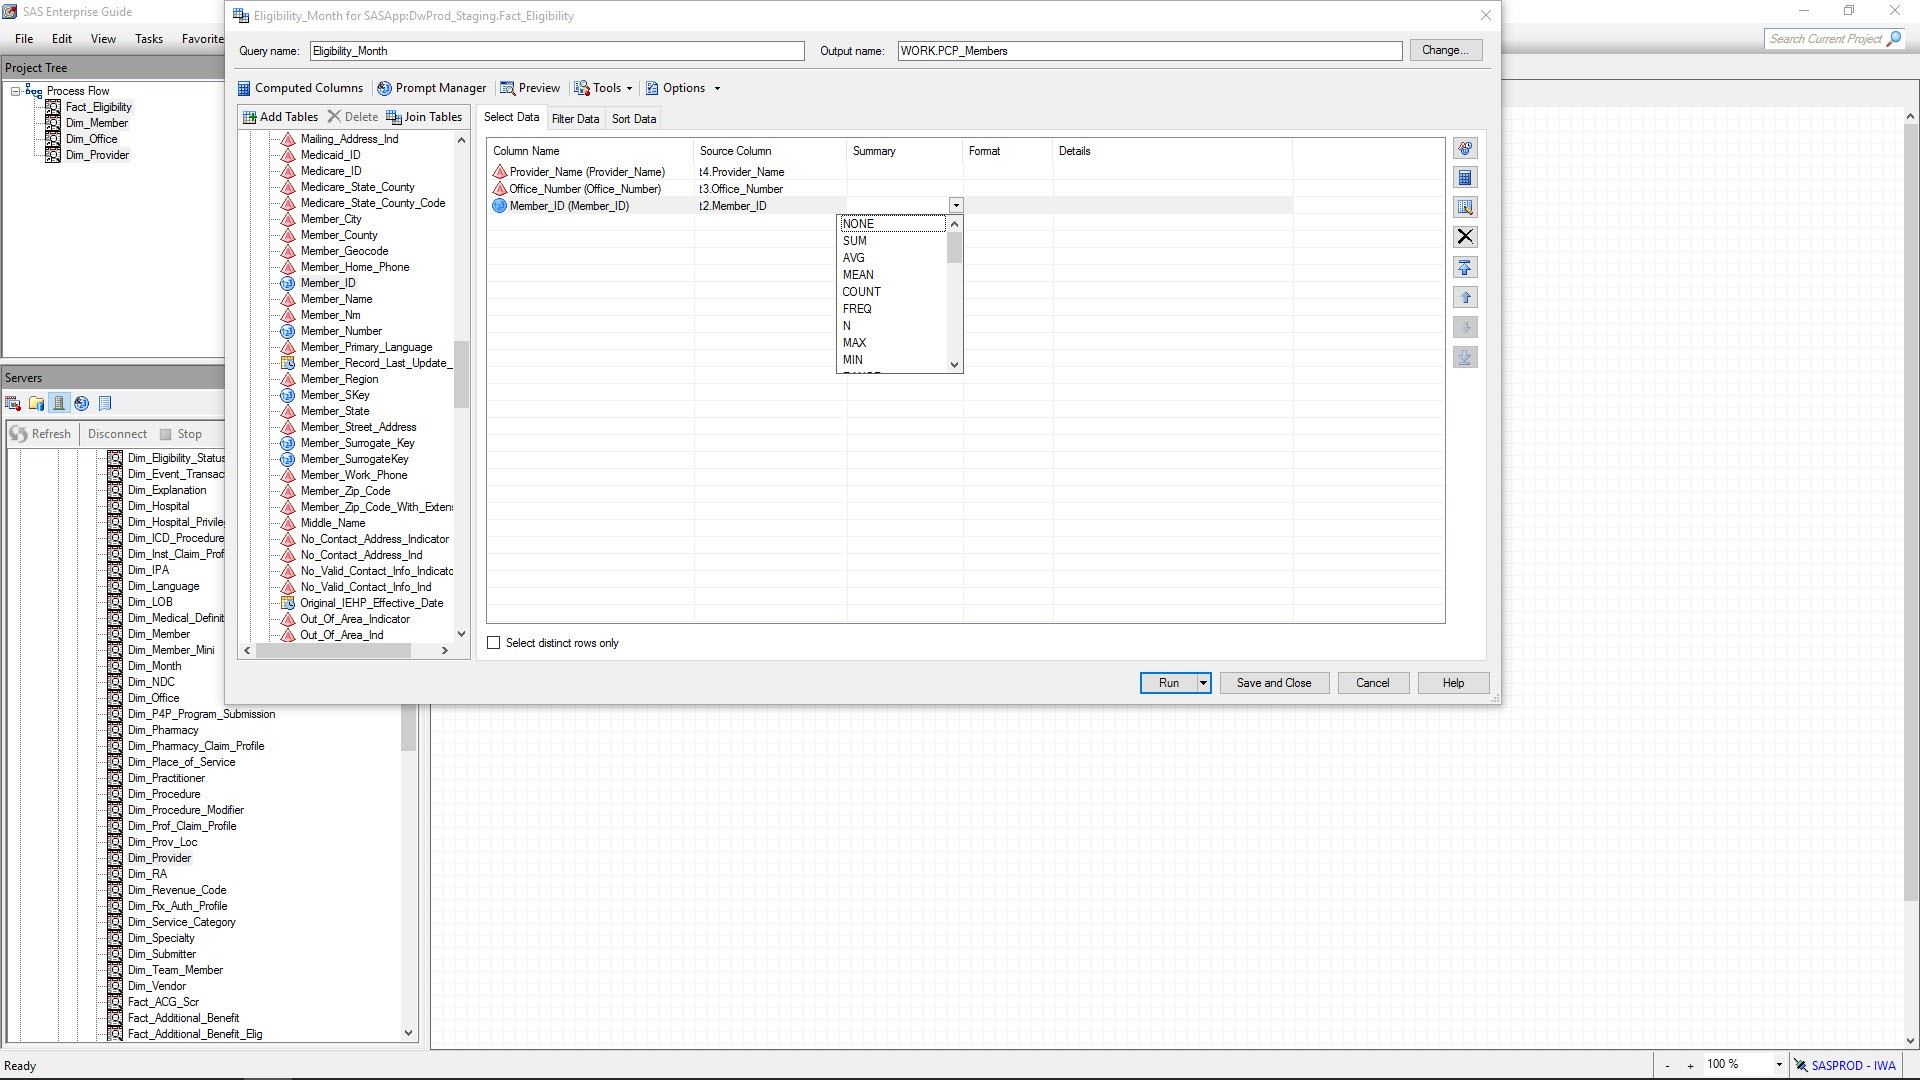 SAS Enterprise Guide
File Edit View Tasks Favorite
Search Current Project
Project Tree
Process Flow
Fact_Eligibility
Dim_Member
Dim_Office
Dim_Provider
Servers
Refresh Disconnect Stop
Dim_Eligibility_Status
Dim_Event_Transac
Dim_Explanation
Dim_Hospital
Dim_Hospital_Privile
Dim_ICD_Procedure
Dim_Inst_Claim_Prof
Dim_IPA
Dim_Language
Dim_LOB
Dim_Medical_Definit
Dim_Member
Dim_Member_Mini
Dim_Month
Dim_NDC
Dim_Office
Dim_P4P_Program_Submission
Dim_Pharmacy
Dim_Pharmacy_Claim_Profile
Dim_Place_of_Service
Dim_Practitioner
Dim_Procedure
Dim_Procedure_Modifier
Dim_Prof_Claim_Profile
Dim_Prov_Loc
Dim_Provider
Dim_RA
Dim_Revenue_Code
Dim_Rx_Auth_Profile
Dim_Service_Category
Dim_Specialty
Dim_Submitter
Dim_Team_Member
Dim_Vendor
Fact_ACG_Scr
Fact_Additional_Benefit
Fact_Additional_Benefit_Elig
Eligibility_Month for SASApp:DwProd_Staging.Fact_Eligibility
Query name: Eligibility_Month Output name: WORK.PCP_Members Change...
Computed Columns Prompt Manager Preview Tools Options
Add Tables Delete Join Tables
Mailing_Address_Ind
Medicaid_ID
Medicare_ID
Medicare_State_County
Medicare_State_County_Code
Member_City
Member_County
Member_Geocode
Member_Home_Phone
Member_ID
Member_Name
Member_Nm
Member_Number
Member_Primary_Language
Member_Record_Last_Update_
Member_Region
Member_SKey
Member_State
Member_Street_Address
Member_Surrogate_Key
Member_SurrogateKey
Member_Work_Phone
Member_Zip_Code
Member_Zip_Code_With_Extens
Middle_Name
No_Contact_Address_Indicator
No_Contact_Address_Ind
No_Valid_Contact_Info_Indicato
No_Valid_Contact_Info_Ind
Original_IEHP_Effective_Date
Out_Of_Area_Indicator
Out_Of_Area_Ind
Select Data Filter Data Sort Data
Column Name Source Column Summary Format Details
Provider_Name (Provider_Name) t4.Provider_Name
Office_Number (Office_Number) t3.Office_Number
Member_ID (Member_ID) t2.Member_ID
NONE
SUM
AVG
MEAN
COUNT
FREQ
N
MAX
MIN
Select distinct rows only
Run Save and Close Cancel Help
Ready
- + 100 % SASPROD - IWA